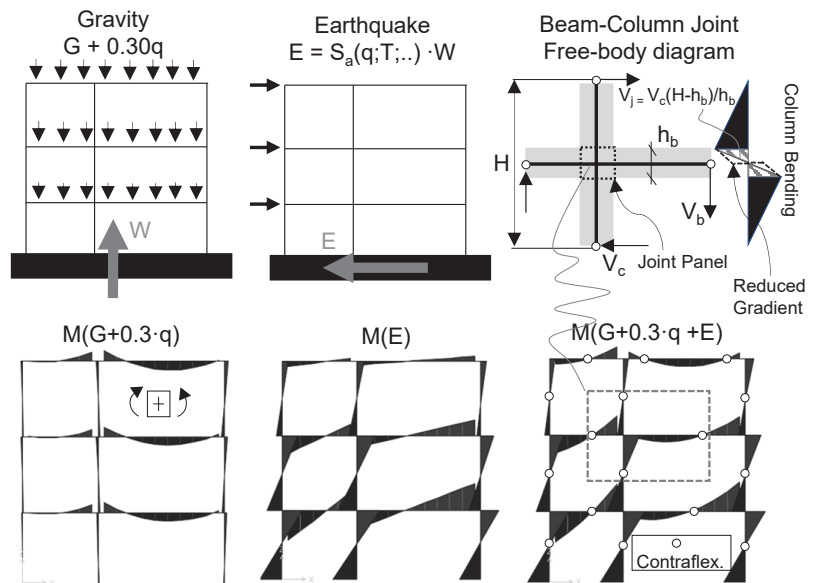 Gravity
G + 0.30q
Earthquake
E = Sa(q;T;..) ·W
Beam-Column Joint
Free-body diagram
Vj= Vc(H-hb)/hb
hb
H
Vb
Vc
Joint Panel
Column Bending
Reduced
Gradient
W
E
M(G+0.3·q)
M(E)
M(G+0.3·q +E)
Contraflex.